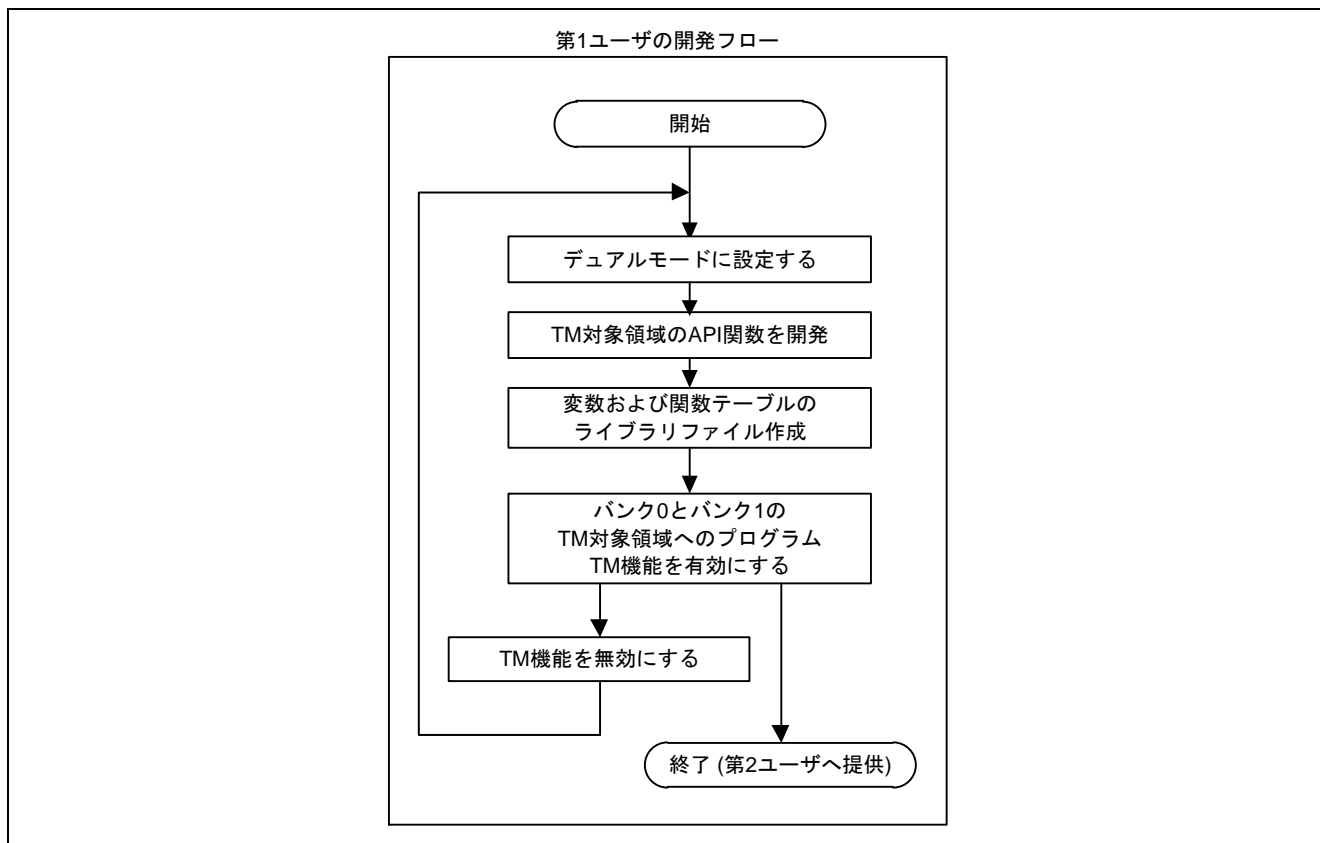 第1ユーザの開発フロー
開始
デュアルモードに設定する
TM対象領域のAPI関数を開発
変数および関数テーブルの
ライブラリファイル作成
バンク0とバンク1の
TM対象領域へのプログラム
TM機能を有効にする
TM機能を無効にする
終了 (第2ユーザへ提供)